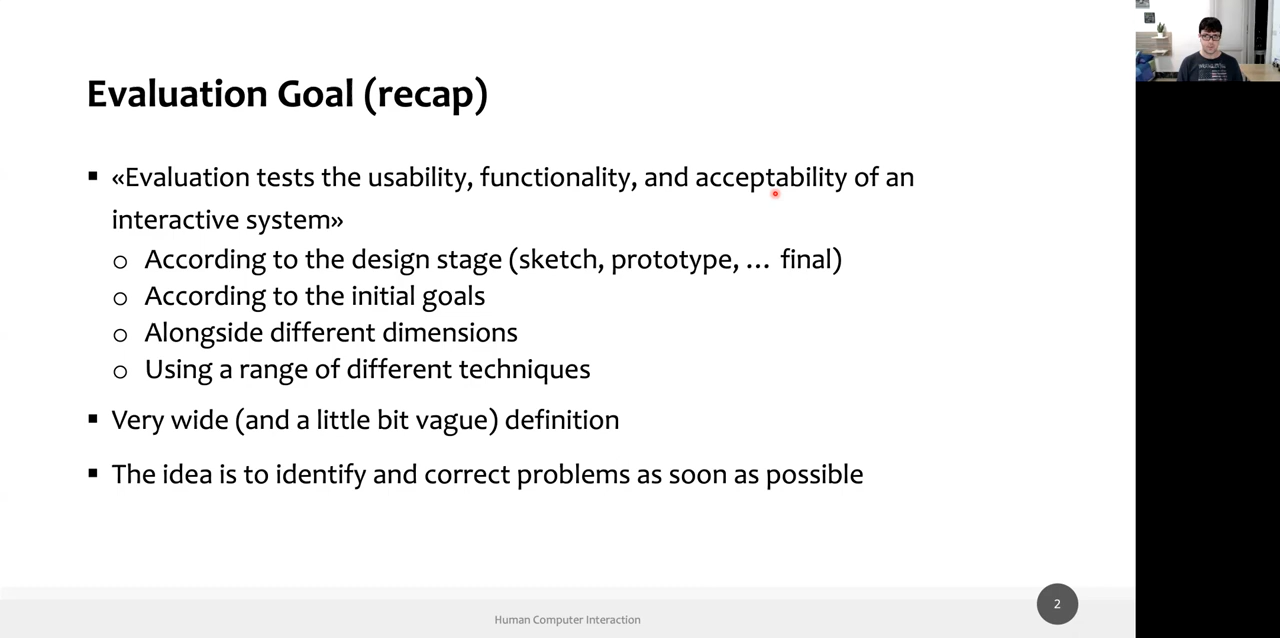 Evaluation Goal (recap)
▪ «Evaluation tests the usability, functionality, and acceptability of an
interactive system»
o According to the design stage (sketch, prototype, … final)
o According to the initial goals
o Alongside different dimensions
o Using a range of different techniques
▪ Very wide (and a little bit vague) definition
▪ The idea is to identify and correct problems as soon as possible
Human Computer Interaction
2